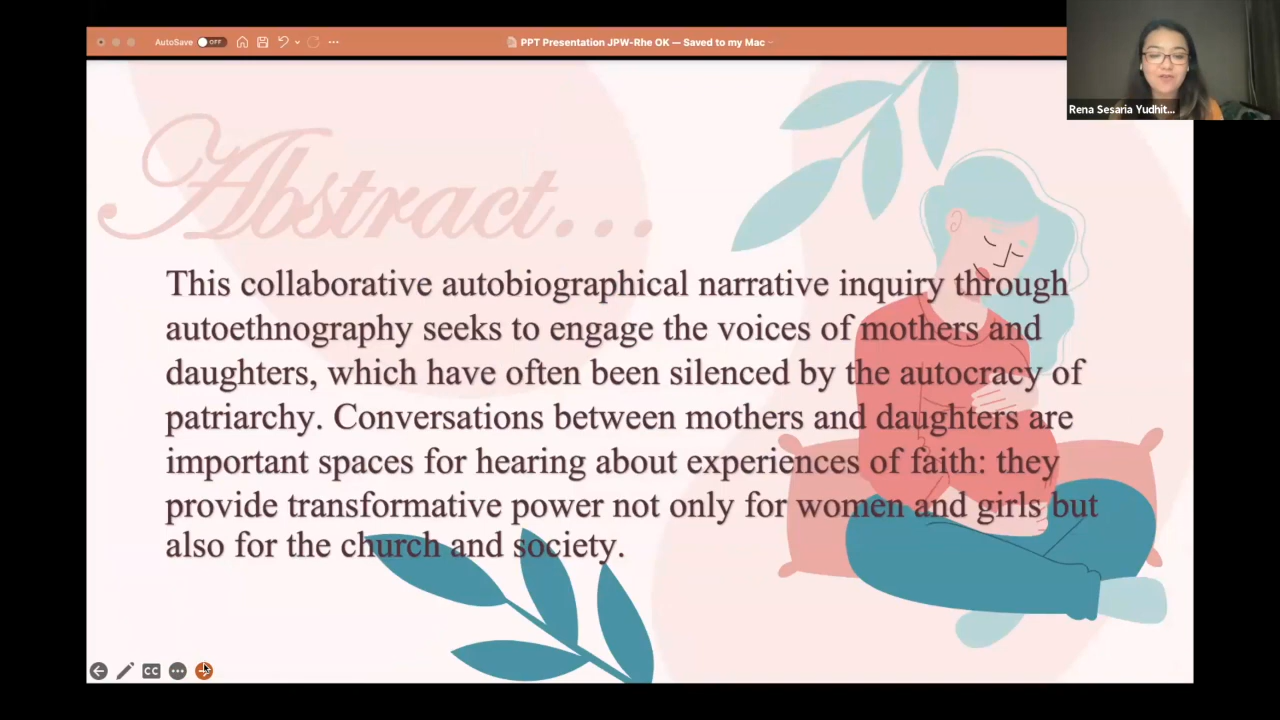 AutoSave OFF
PPT Presentation JPW-Rhe OK — Saved to my Mac
Rena Sesaria Yudhit...
Abstract...
This collaborative autobiographical narrative inquiry through
autoethnography seeks to engage the voices of mothers and
daughters, which have often been silenced by the autocracy of
patriarchy. Conversations between mothers and daughters are
important spaces for hearing about experiences of faith: they
provide transformative power not only for women and girls but
also for the church and society.
CC